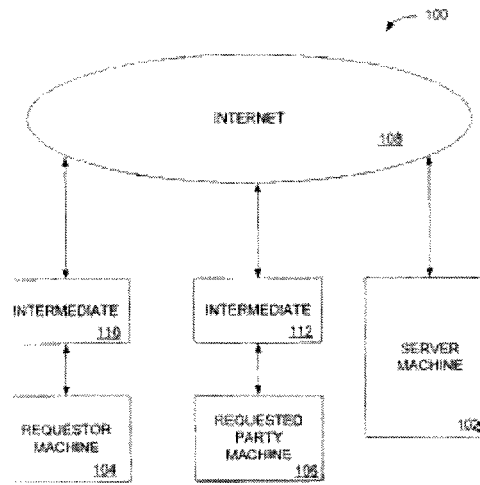 100
INTERNET
108
INTERMEDIATE
110
INTERMEDIATE
112
SERVER
MACHINE
102
REQUESTOR
MACHINE
104
REQUESTED
PARTY
MACHINE
106